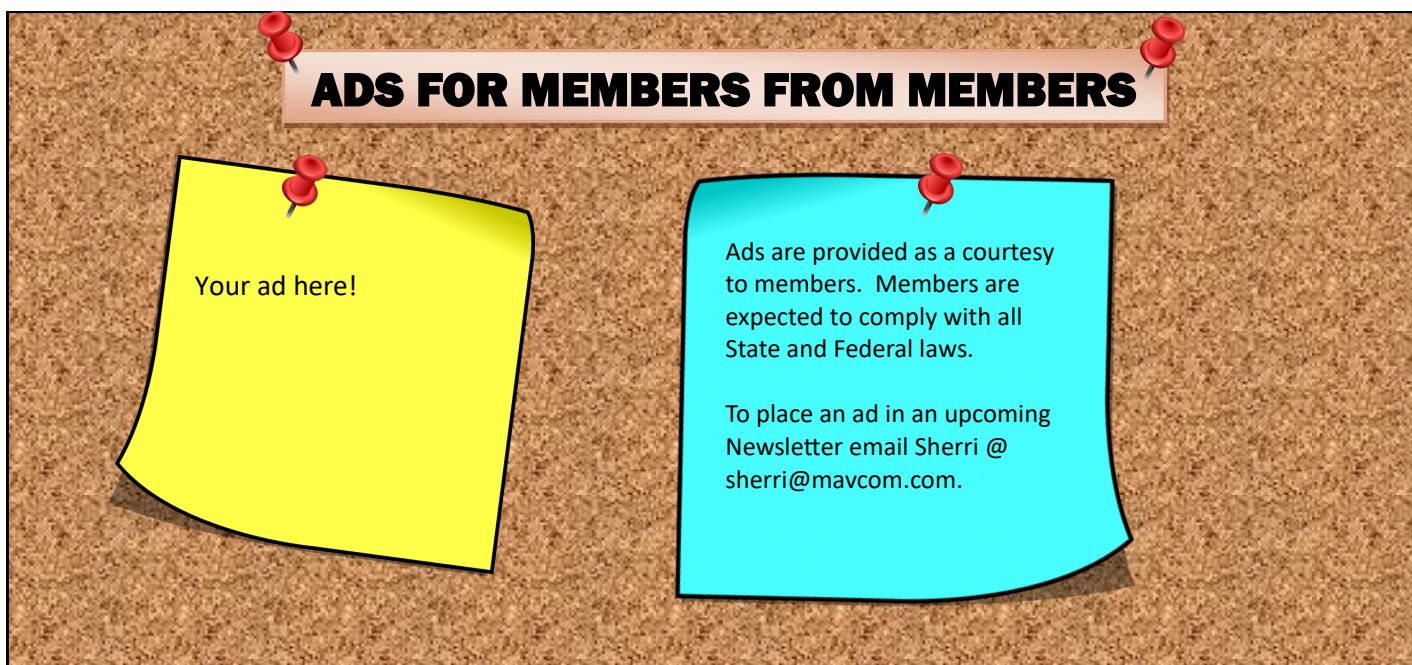 ADS FOR MEMBERS FROM MEMBERS
Your ad here!
Ads are provided as a courtesy
to members.  Members are
expected to comply with all
State and Federal laws.
To place an ad in an upcoming
Newsletter email Sherri @
sherri@mavcom.com.